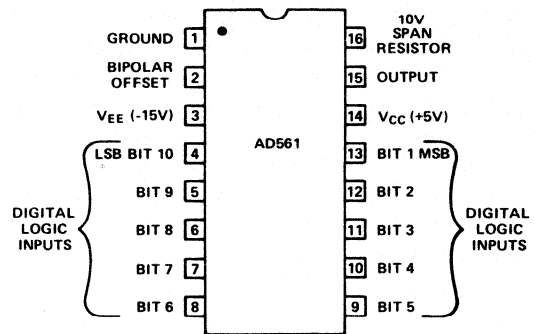 GROUND 1
BIPOLAR
OFFSET 2
VEE (-15V) 3
LSB BIT 10 4
BIT 9 5
BIT 8 6
BIT 7 7
BIT 6 8
DIGITAL
LOGIC
INPUTS
AD561
10V
SPAN
RESISTOR
16
15 OUTPUT
14 VCC (+5V)
13 BIT 1 MSB
12 BIT 2
11 BIT 3
10 BIT 4
9 BIT 5
DIGITAL
LOGIC
INPUTS